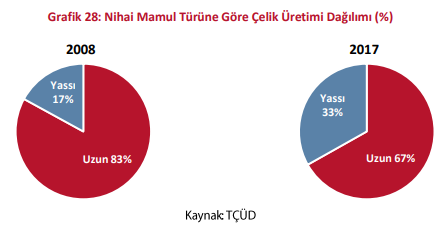 Grafik 28: Nihai Mamul Türüne Göre Çelik Üretimi Dağılımı (%)
2008
Yassı
17%
Uzun 83%
2017
Yassı
33%
Uzun 67%
Kaynak: TÇÜD